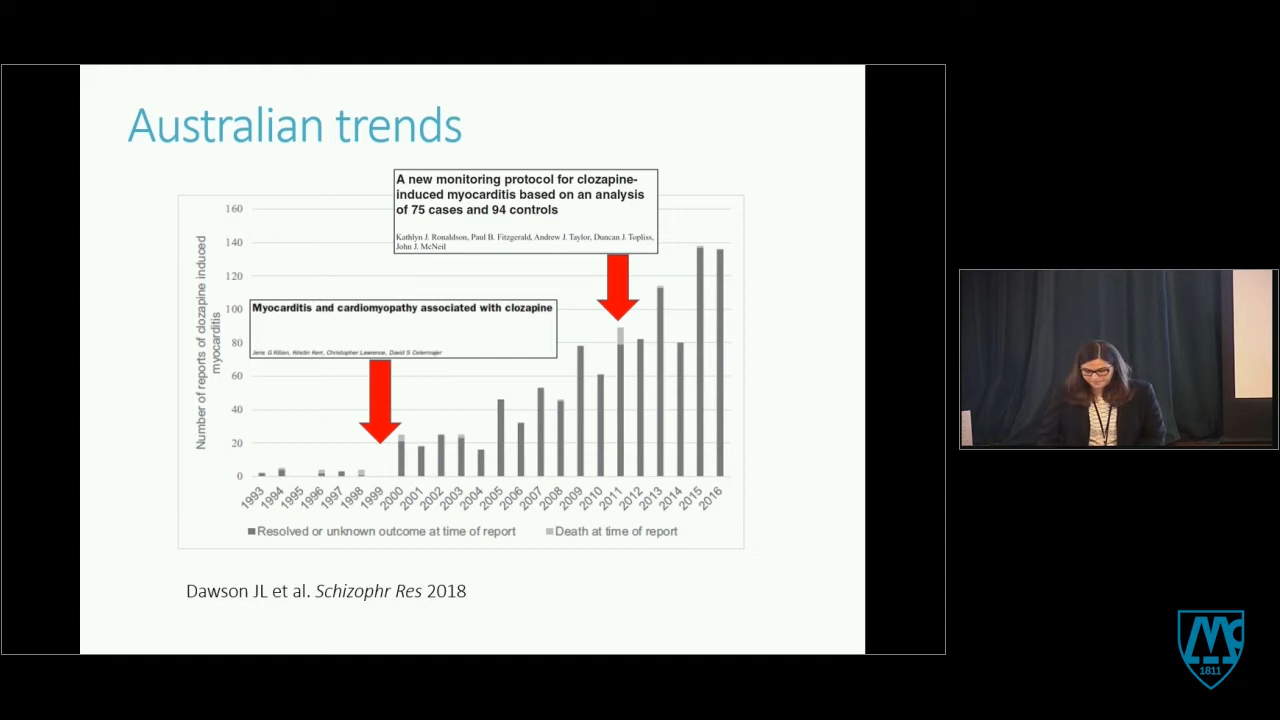 Australian trends
A new monitoring protocol for clozapine-
induced myocarditis based on an analysis
of 75 cases and 94 controls
Kathlyn J. Ronaldson, Paul B. Fitzgerald, Andrew J. Taylor, Duncan J. Topliss,
John J. McNeil
Myocarditis and cardiomyopathy associated with clozapine
Jens G Kilian, Kristin Kerr, Christopher Lawrence, David S Celermajer
Number of reports of clozapine induced
myocarditis
160
140
120
100
80
60
40
20
0
1993 1994 1995 1996 1997 1998 1999 2000 2001 2002 2003 2004 2005 2006 2007 2008 2009 2010 2011 2012 2013 2014 2015 2016
Resolved or unknown outcome at time of report Death at time of report
Dawson JL et al. Schizophr Res 2018
1811